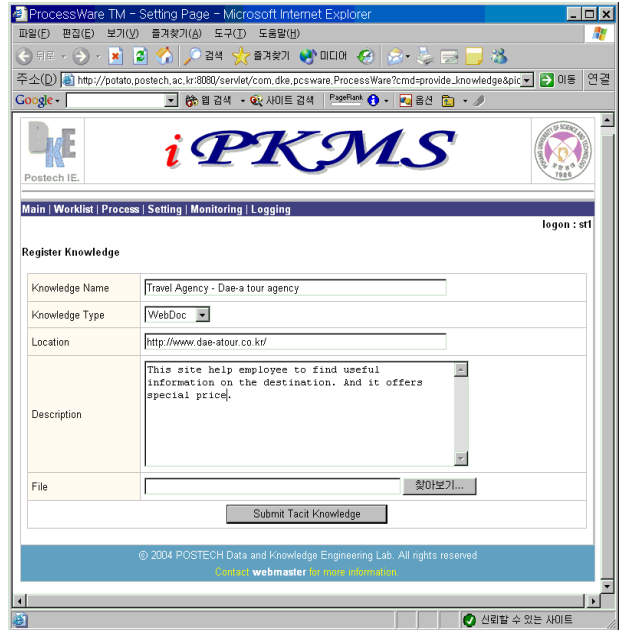 ProcessWare TM - Setting Page - Microsoft Internet Explorer
파일(F) 편집(E) 보기(V) 즐겨찾기(A) 도구(T) 도움말(H)
뒤로 검색 즐겨찾기 미디어
주소(D) http://potato.postech.ac.kr:8080/servlet/com.dke.pcsware.ProcessWare?cmd=provide_knowledge&pic 이동 연결
Google 웹 검색 사이트 검색 PageRank 옵션
DKE
Postech IE.
iPKMS
1986
Main | Worklist | Process | Setting | Monitoring | Logging
logon : st1
Register Knowledge
Knowledge Name Travel Agency - Dae-a tour agency
Knowledge Type WebDoc
Location http://www.dae-atour.co.kr/
Description
This site help employee to find useful
information on the destination. And it offers
special price.
File 찾아보기...
Submit Tacit Knowledge
© 2004 POSTECH Data and Knowledge Engineering Lab. All rights reserved
Contact webmaster for more information.
신뢰할 수 있는 사이트